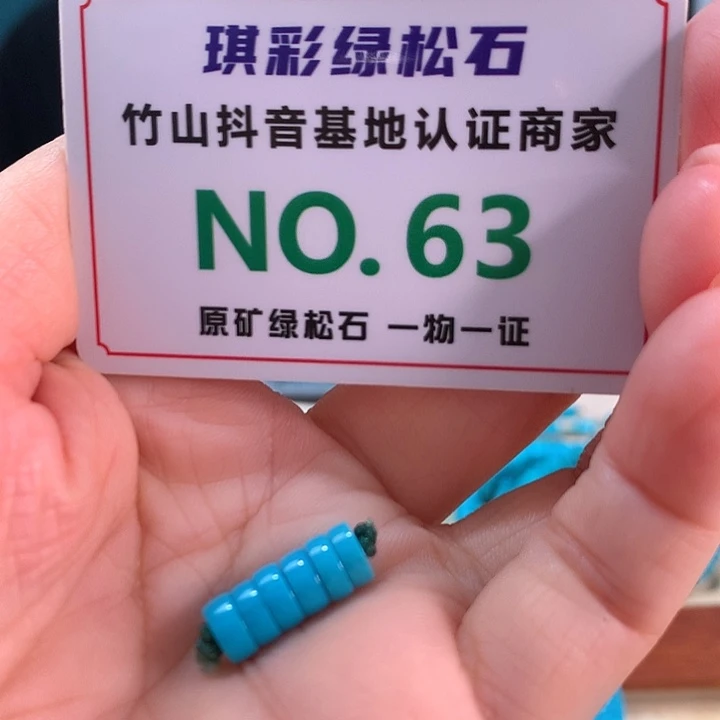 琪彩绿松石
竹山抖音基地认证商家
NO. 63
原矿绿松石 一物一证